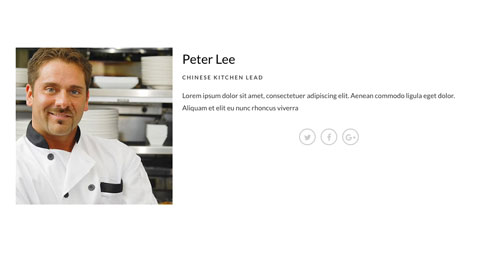 Peter Lee
CHINESE KITCHEN LEAD
Lorem ipsum dolor sit amet, consectetuer adipiscing elit. Aenean commodo ligula eget dolor.
Aliquam et elit eu nunc rhoncus viverra